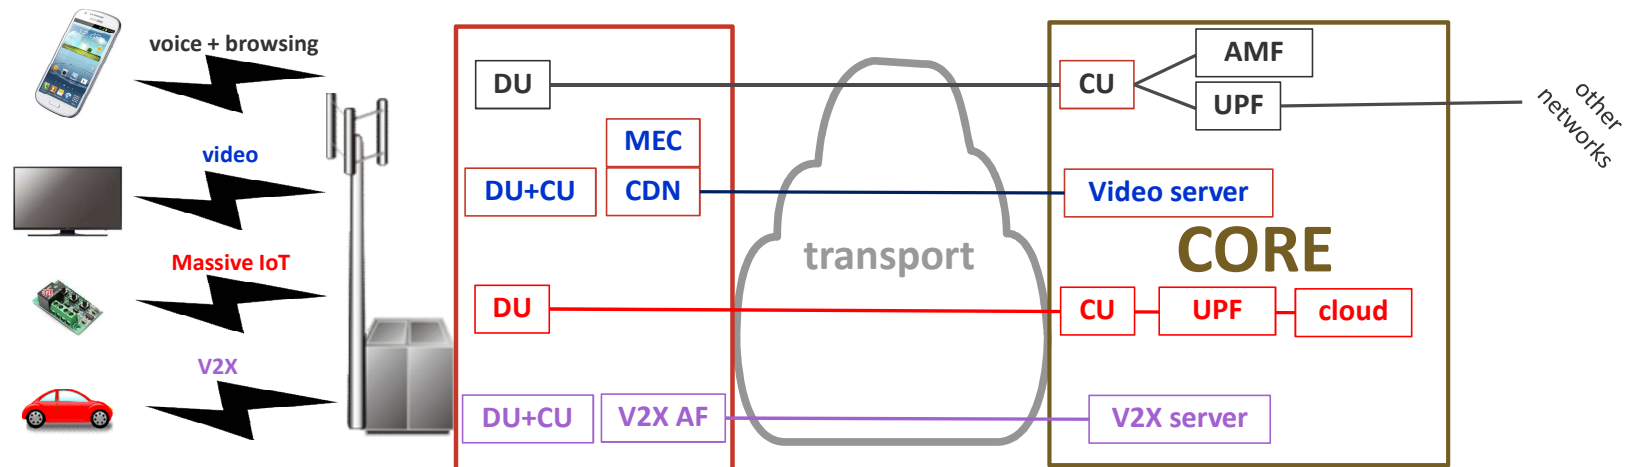 voice + browsing
DU
CU
AMF
UPF
other
networks
video
MEC
DU+CU
CDN
Video server
transport
CORE
Massive IoT
DU
CU
UPF
cloud
V2X
DU+CU
V2X AF
V2X server